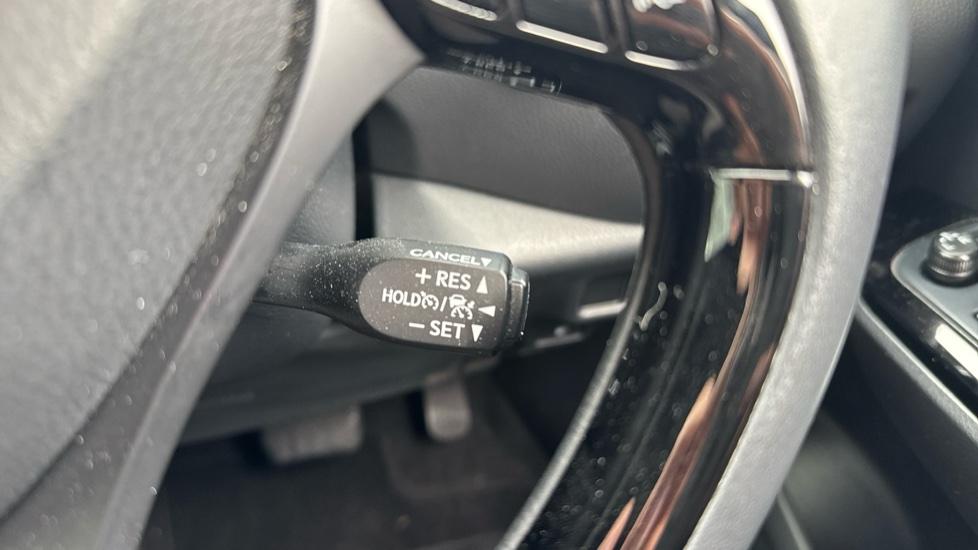 CANCEL▼
+ RES ▲
HOLD / ◀
− SET ▼